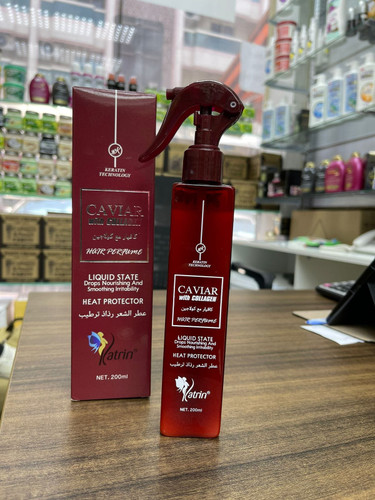 KERATIN
TECHNOLOGY
CAVIAR
with COLLAGEN
كافيار مع كولاجين
HAIR PERFUME
LIQUID STATE
Drops Nourishing And
Smoothing Irritability
HEAT PROTECTOR
عطر الشعر رذاذ ترطيب
Katrin®
NET. 200ml
KERATIN
TECHNOLOGY
CAVIAR
with COLLAGEN
كافيار مع كولاجين
HAIR PERFUME
LIQUID STATE
Drops Nourishing And
Smoothing Irritability
HEAT PROTECTOR
عطر الشعر رذاذ ترطيب
Katrin®
NET. 200ml